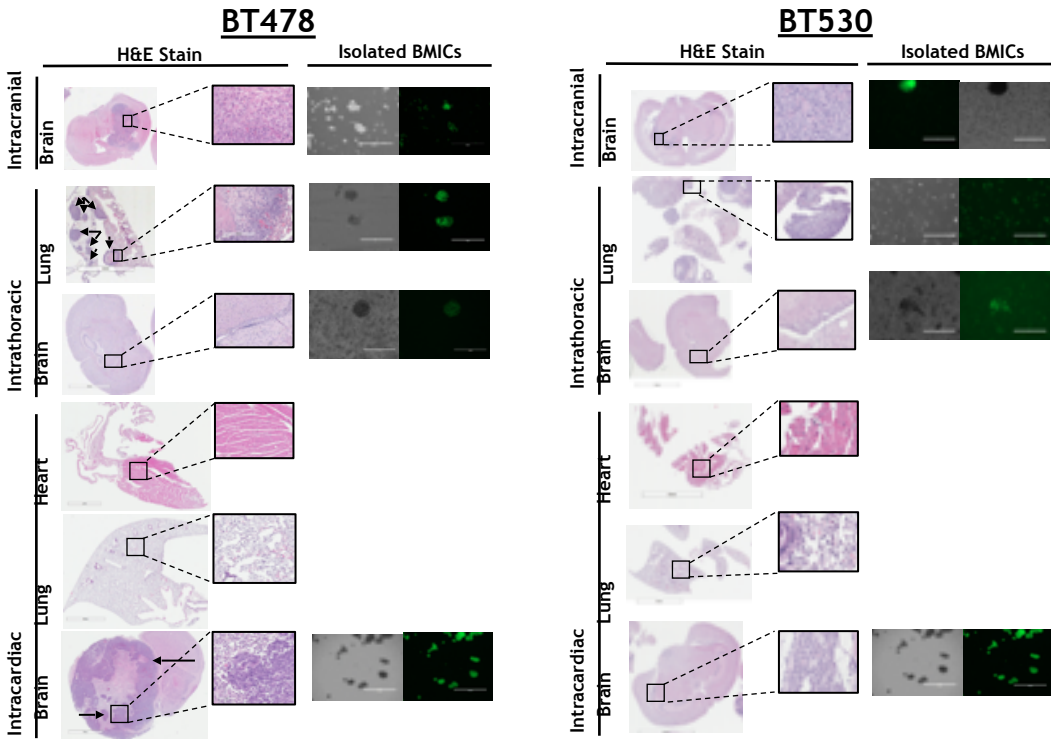 BT478
H&E Stain
Isolated BMICs
Intracranial
Brain
Intrathoracic
Lung
Brain
Intracardiac
Heart
Lung
Brain
BT530
H&E Stain
Isolated BMICs
Intracranial
Brain
Intrathoracic
Lung
Brain
Intracardiac
Heart
Lung
Brain